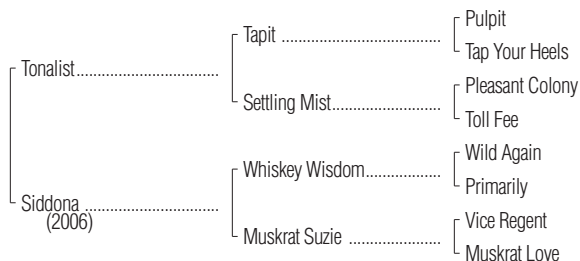 Pulpit
Tapit
Tap Your Heels
Tonalist
Pleasant Colony
Settling Mist
Toll Fee
Wild Again
Whiskey Wisdom
Primarily
Siddona
(2006)
Vice Regent
Muskrat Suzie
Muskrat Love